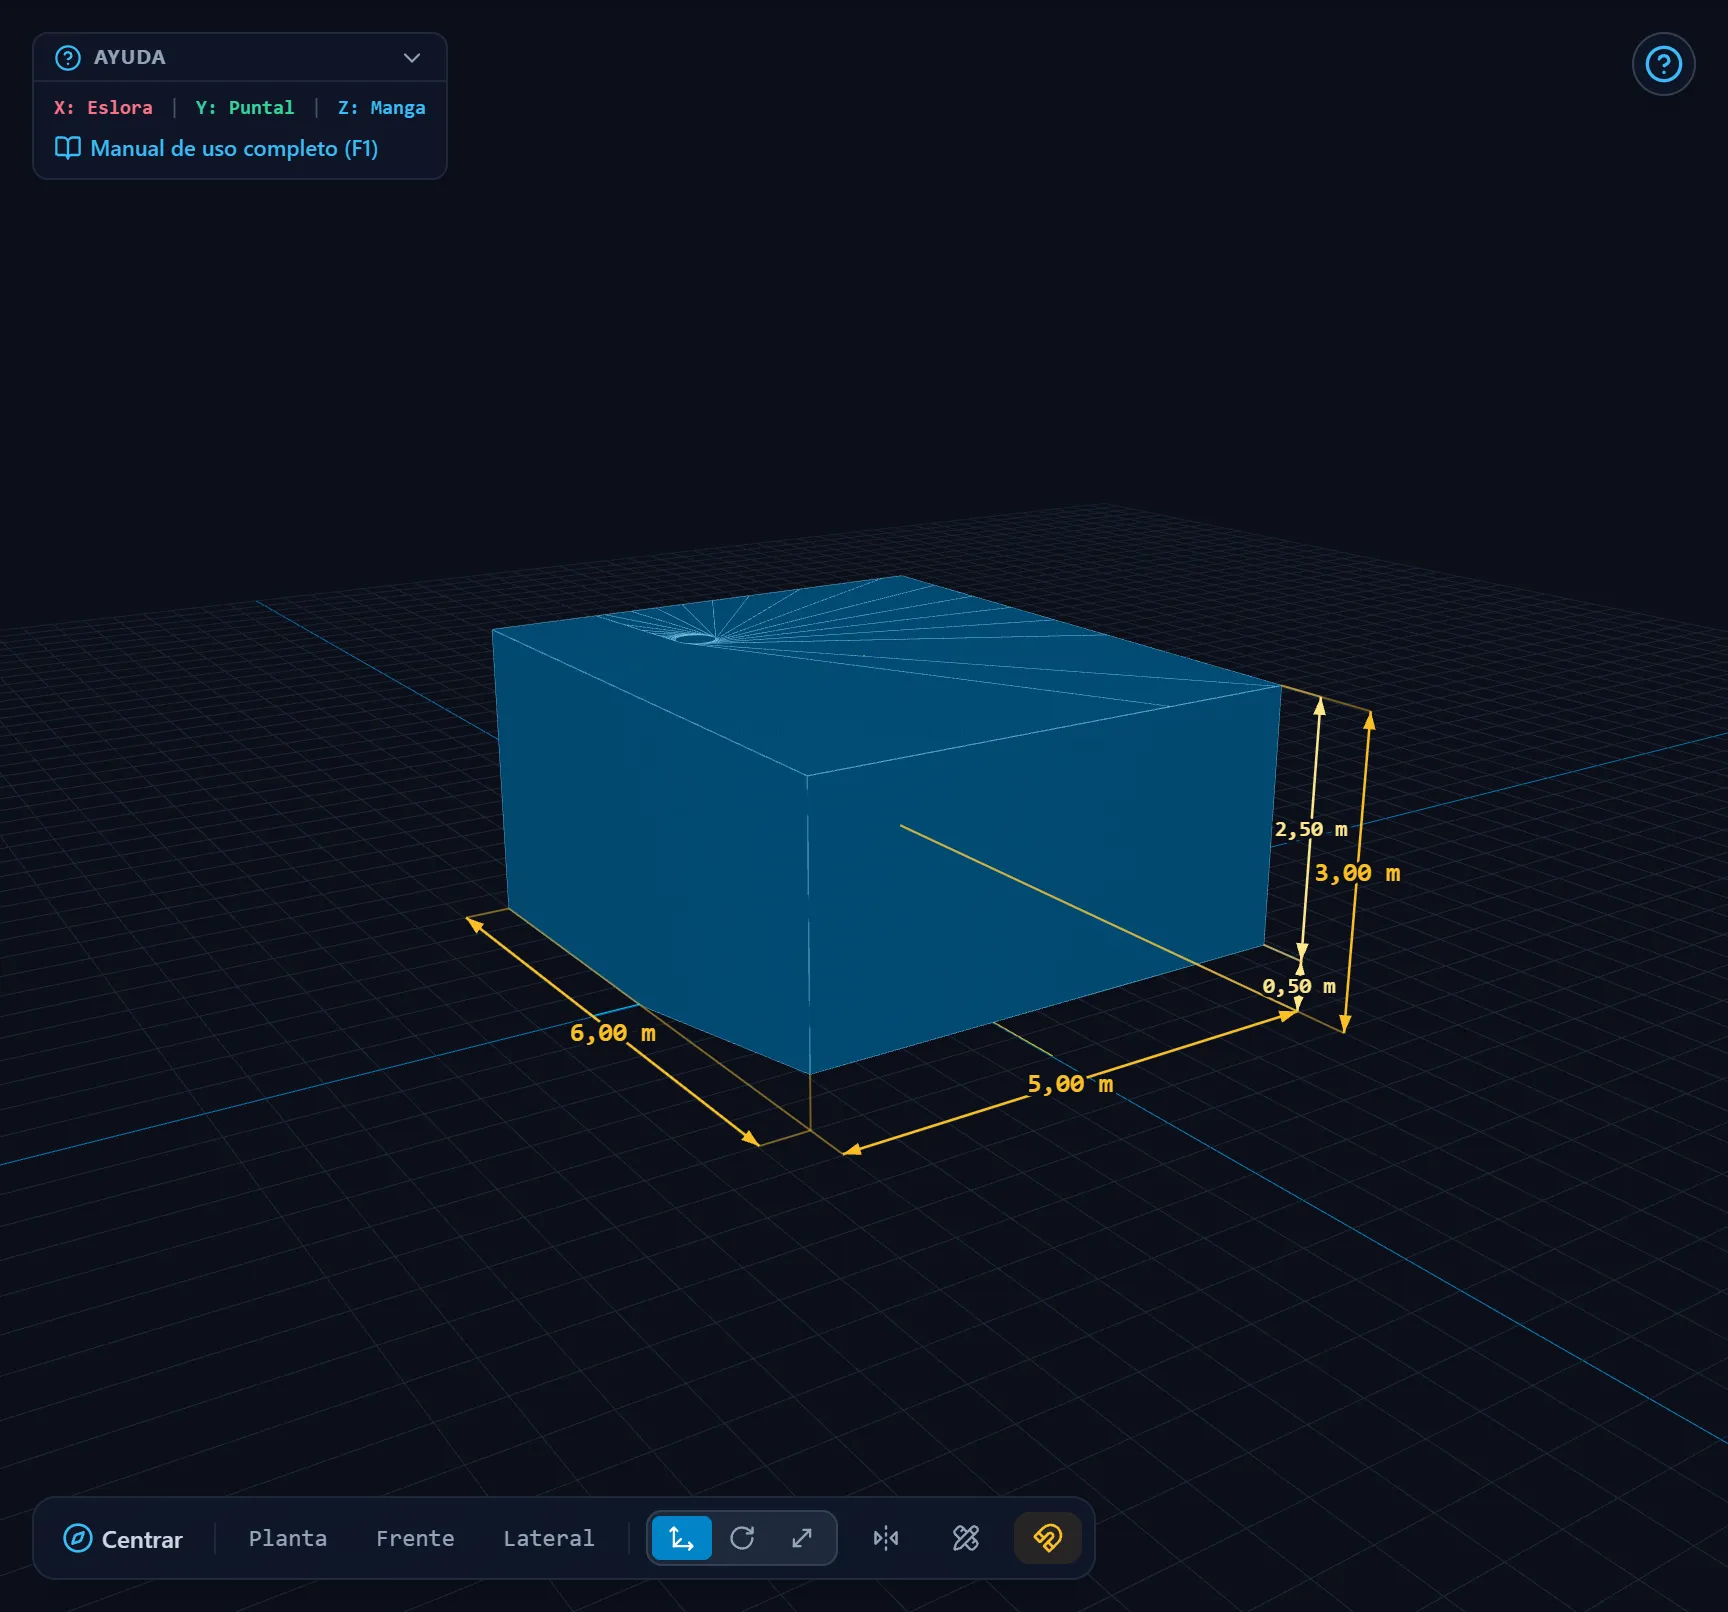 AYUDA
X: Eslora | Y: Puntal | Z: Manga
Manual de uso completo (F1)
2,50 m
3,00 m
0,50 m
6,00 m
5,00 m
Centrar Planta Frente Lateral